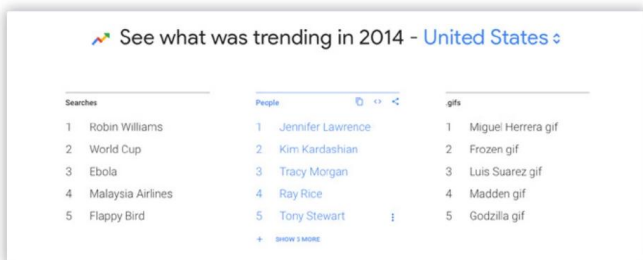 See what was trending in 2014 - United States
Searches
1 Robin Williams
2 World Cup
3 Ebola
4 Malaysia Airlines
5 Flappy Bird
People
1 Jennifer Lawrence
2 Kim Kardashian
3 Tracy Morgan
4 Ray Rice
5 Tony Stewart
+ SHOW 3 MORE
.gifs
1 Miguel Herrera gif
2 Frozen gif
3 Luis Suarez gif
4 Madden gif
5 Godzilla gif